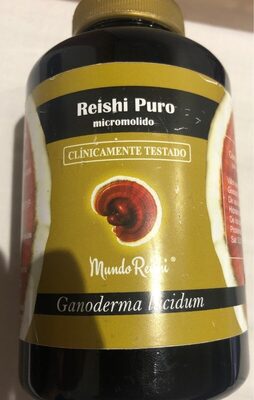 Reishi Puro
micromolido
CLÍNICAMENTE TESTADO
MundoReishi®
Ganoderma lucidum